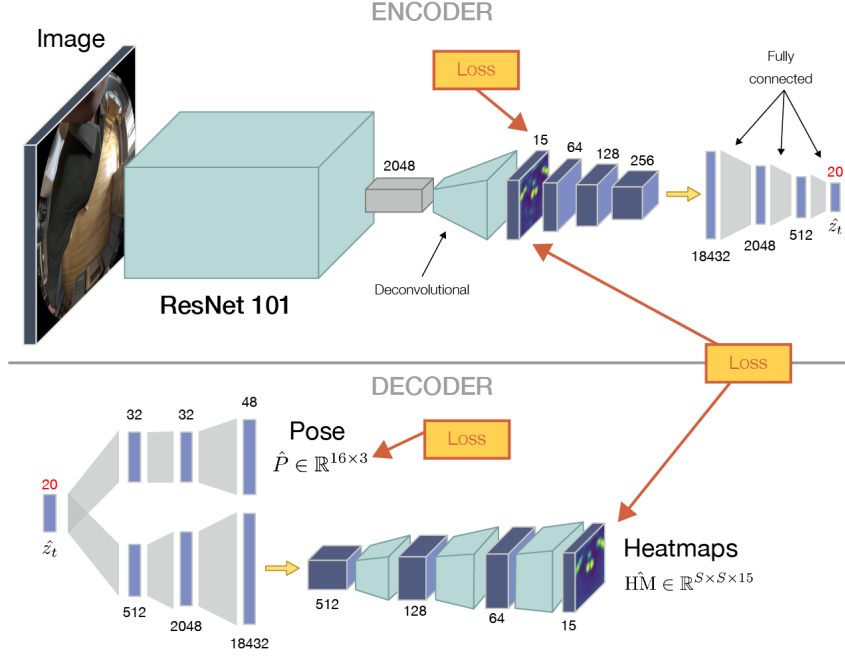 ENCODER
Image
Loss
Fully
connected
15
64
128
256
2048
20
ẑ_t
18432
2048
512
Deconvolutional
ResNet 101
Loss
DECODER
32
32
48
Pose
P̂ ∈ ℝ^{16×3}
Loss
20
ẑ_t
512
2048
18432
512
128
64
15
Heatmaps
ĤM ∈ ℝ^{S×S×15}